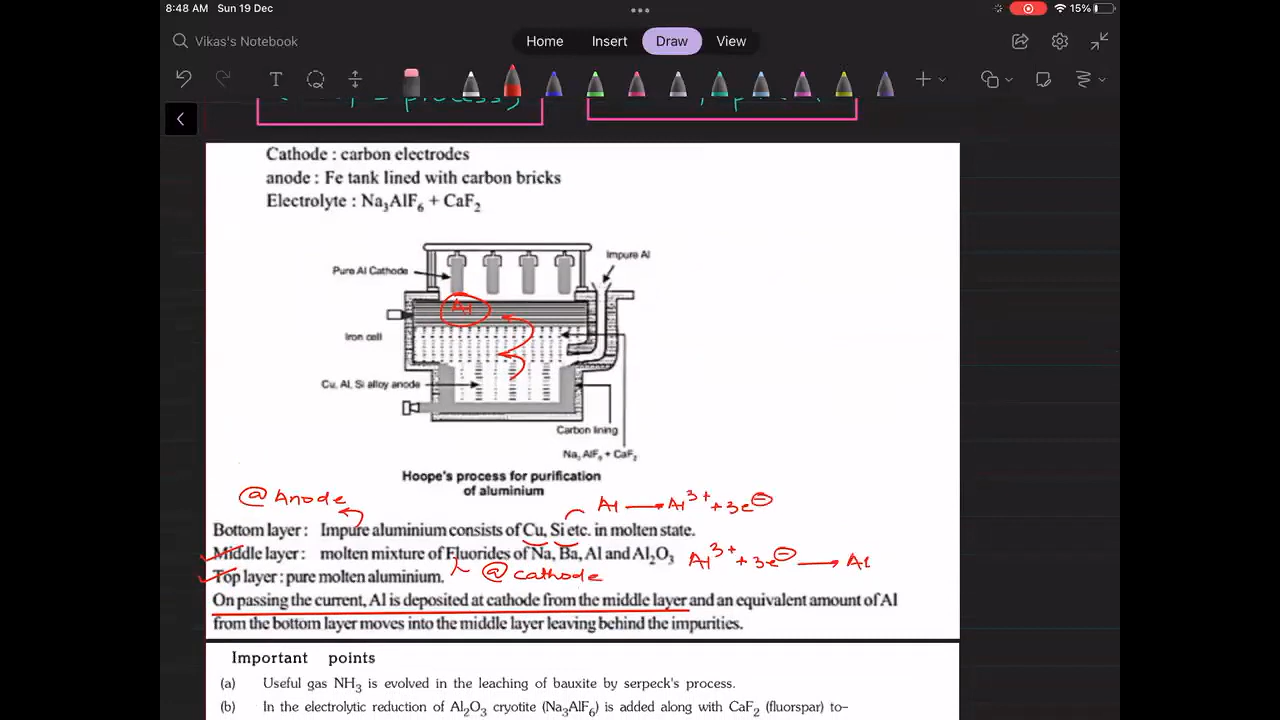 8:48 AM Sun 19 Dec
15%
Vikas's Notebook
Home Insert Draw View
process)
Cathode : carbon electrodes
anode : Fe tank lined with carbon bricks
Electrolyte : Na₃AlF₆ + CaF₂
Impure Al
Pure Al Cathode
Al
Iron cell
Cu, Al, Si alloy anode
Carbon lining
Na₃ AlF₆ + CaF₂
Hoope's process for purification
of aluminium
@ Anode
Al → Al³⁺ + 3e⊖
Bottom layer : Impure aluminium consists of Cu, Si etc. in molten state.
Middle layer : molten mixture of Fluorides of Na, Ba, Al and Al₂O₃ Al³⁺ + 3e⊖ → Al
Top layer : pure molten aluminium. @ cathode
On passing the current, Al is deposited at cathode from the middle layer and an equivalent amount of Al
from the bottom layer moves into the middle layer leaving behind the impurities.
Important points
(a) Useful gas NH₃ is evolved in the leaching of bauxite by serpeck's process.
(b) In the electrolytic reduction of Al₂O₃ cryotite (Na₃AlF₆) is added along with CaF₂ (fluorspar) to–